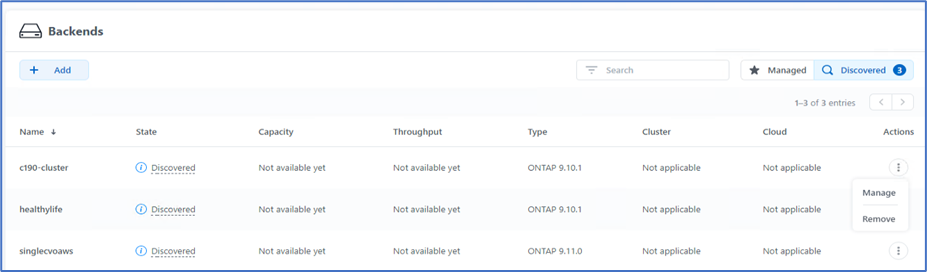 Backends
+ Add
Search
Managed
Discovered 3
1–3 of 3 entries
Name ↓ State Capacity Throughput Type Cluster Cloud Actions
c190-cluster Discovered Not available yet Not available yet ONTAP 9.10.1 Not applicable Not applicable
Manage
healthylife Discovered Not available yet Not available yet ONTAP 9.10.1 Not applicable Not applicable
Remove
singlecvoaws Discovered Not available yet Not available yet ONTAP 9.11.0 Not applicable Not applicable